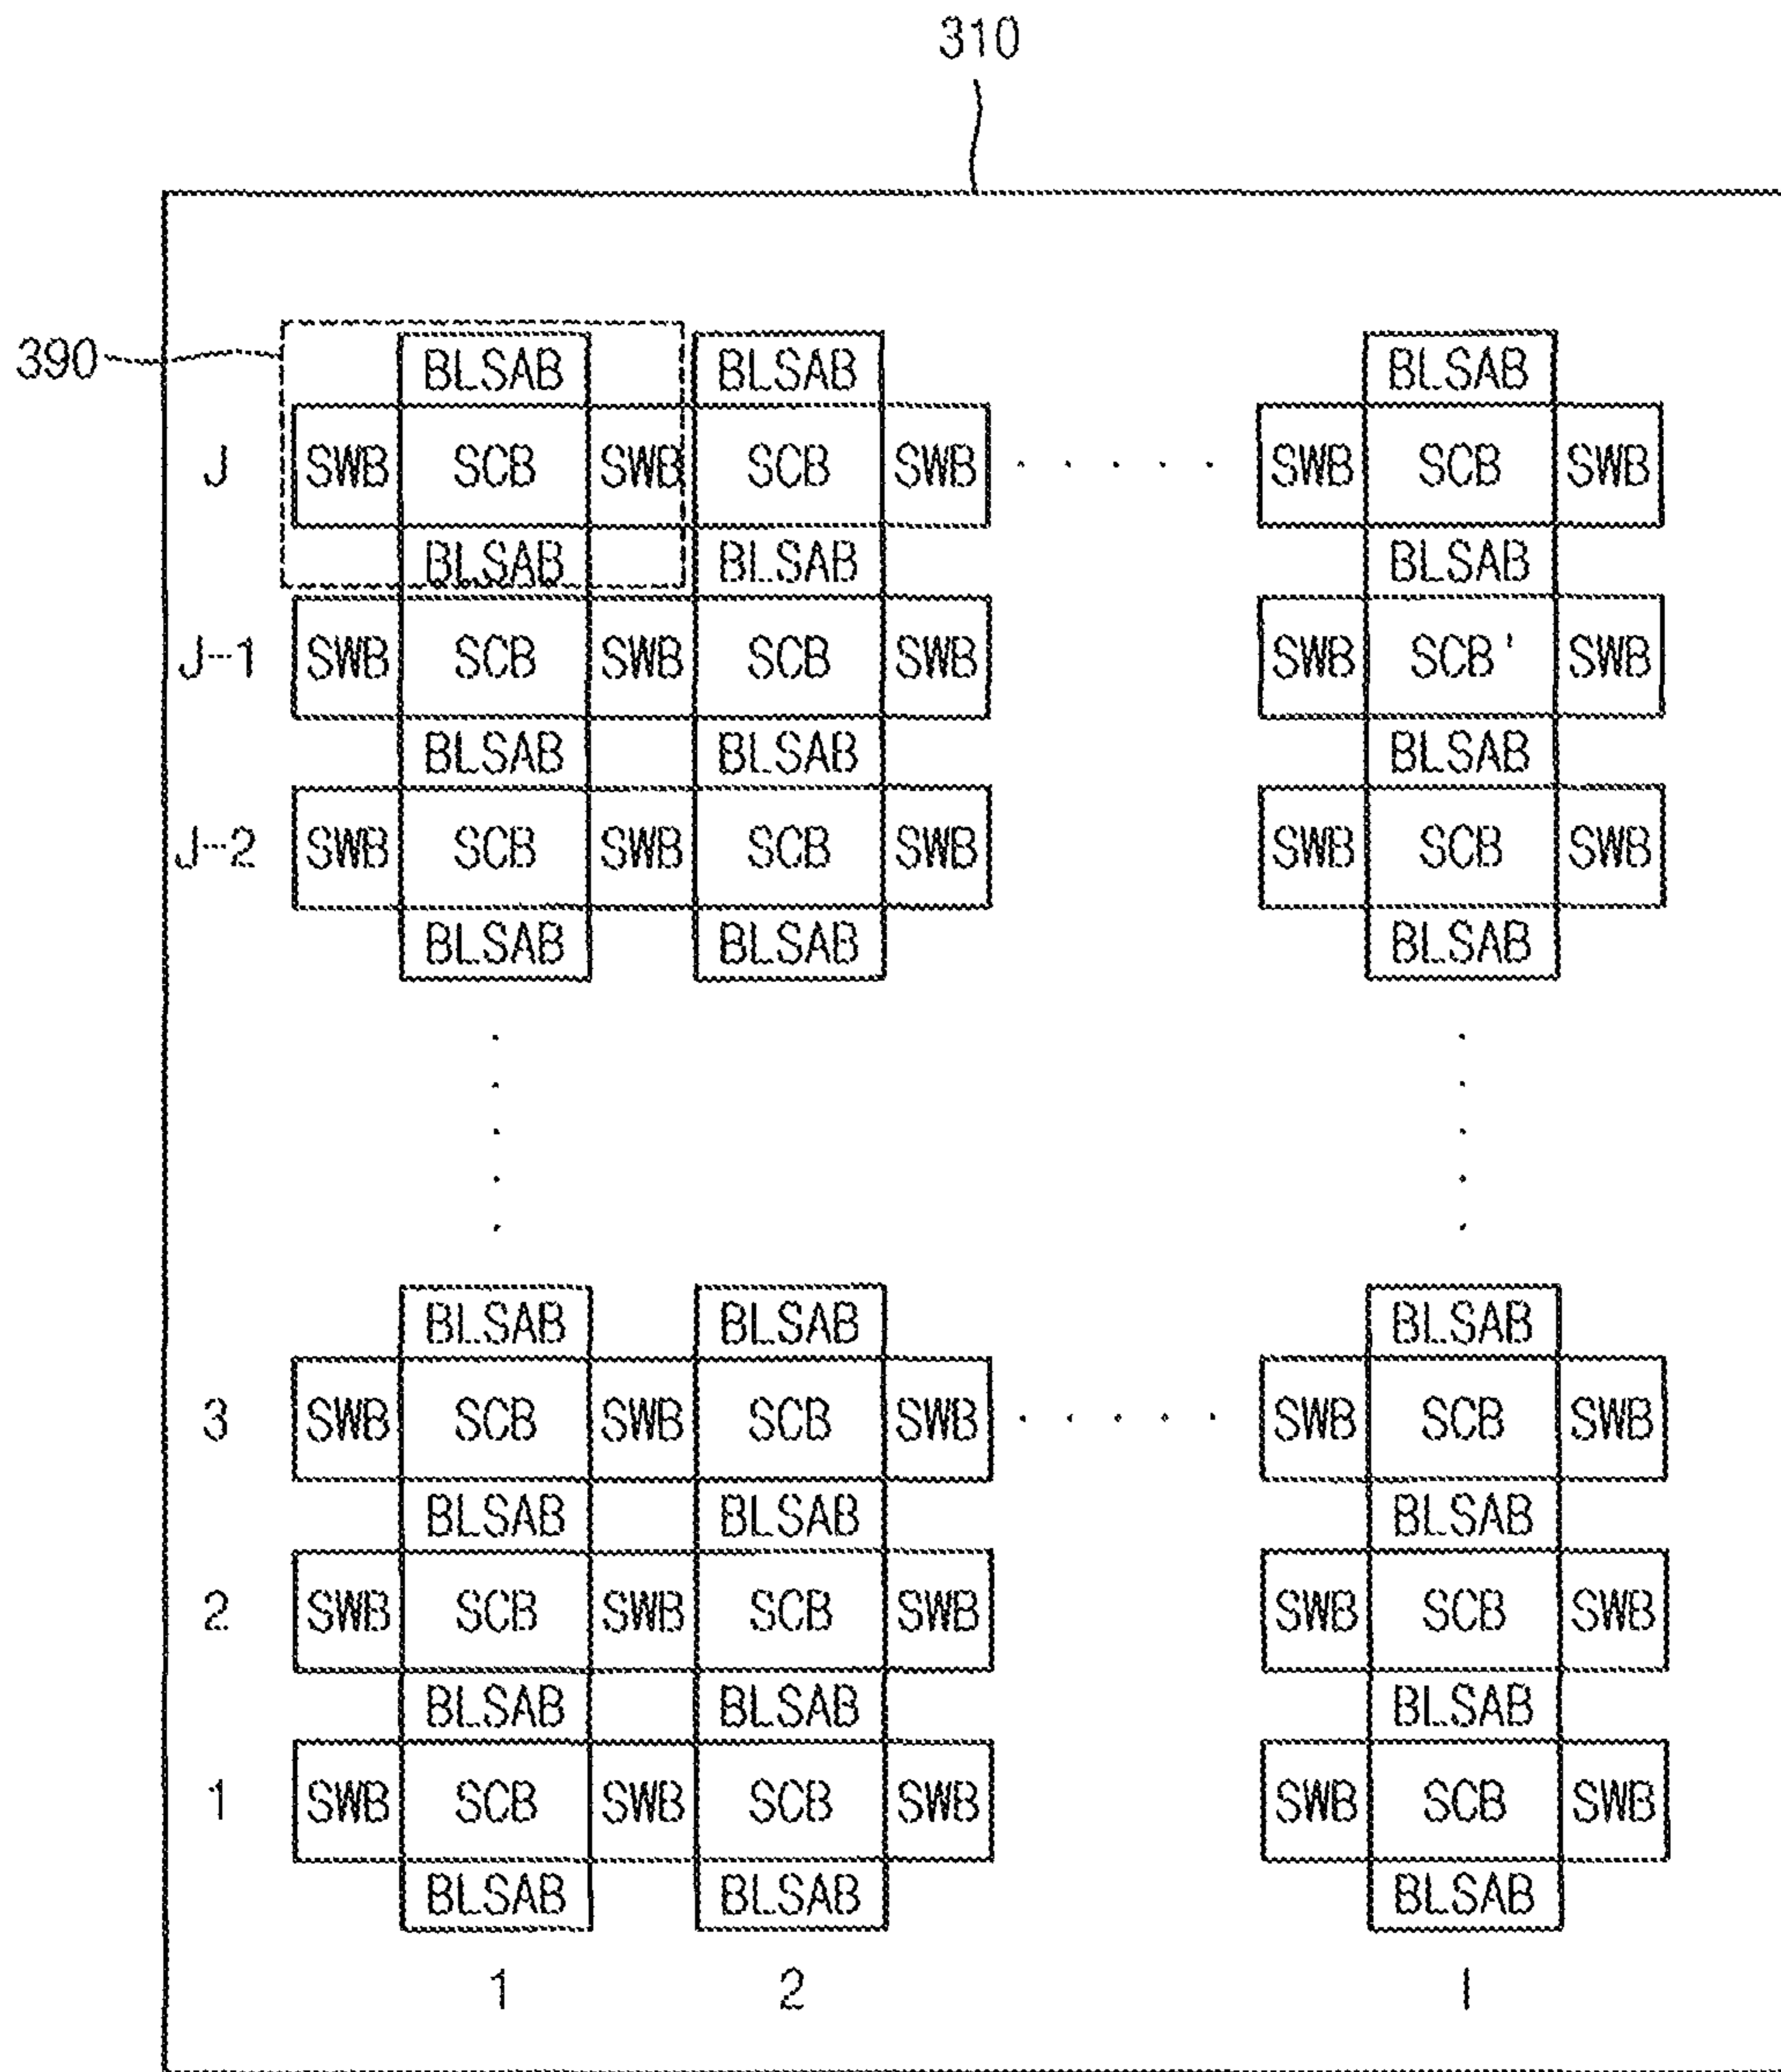 310
390
BLSAB BLSAB BLSAB
J SWB SCB SWB SCB SWB SWB SCB SWB
BLSAB BLSAB BLSAB
J-1 SWB SCB SWB SCB SWB SWB SCB' SWB
BLSAB BLSAB BLSAB
J-2 SWB SCB SWB SCB SWB SWB SCB SWB
BLSAB BLSAB BLSAB
BLSAB BLSAB BLSAB
3 SWB SCB SWB SCB SWB SWB SCB SWB
BLSAB BLSAB BLSAB
2 SWB SCB SWB SCB SWB SWB SCB SWB
BLSAB BLSAB BLSAB
1 SWB SCB SWB SCB SWB SWB SCB SWB
BLSAB BLSAB BLSAB
1 2 I